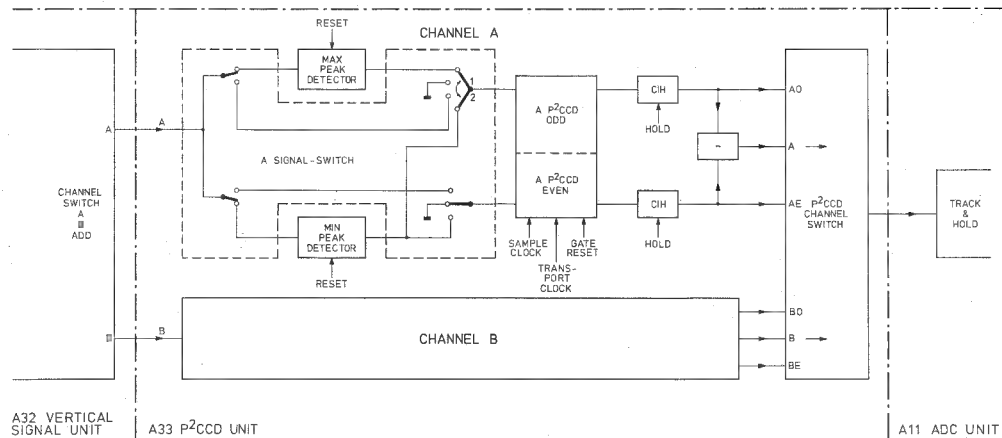 RESET
CHANNEL A
MAX
PEAK
DETECTOR
1
2
A P²CCD
ODD
CIH
HOLD
AO
A
A
A SIGNAL-SWITCH
A
CHANNEL
SWITCH
A
ADD
A P²CCD
EVEN
CIH
HOLD
AE
P²CCD
CHANNEL
SWITCH
TRACK
&
HOLD
MIN
PEAK
DETECTOR
RESET
SAMPLE
CLOCK
TRANS-
PORT
CLOCK
GATE
RESET
B
CHANNEL B
BO
B
BE
A32 VERTICAL
SIGNAL UNIT
A33 P²CCD UNIT
A11 ADC UNIT